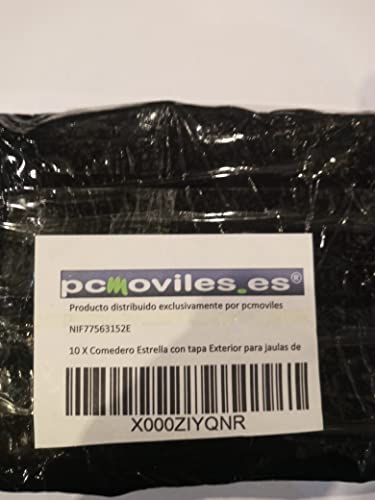 pcmoviles.es®
Producto distribuido exclusivamente por pcmoviles
NIF77563152E
10 X Comedero Estrella con tapa Exterior para jaulas de
X000ZIYQNR